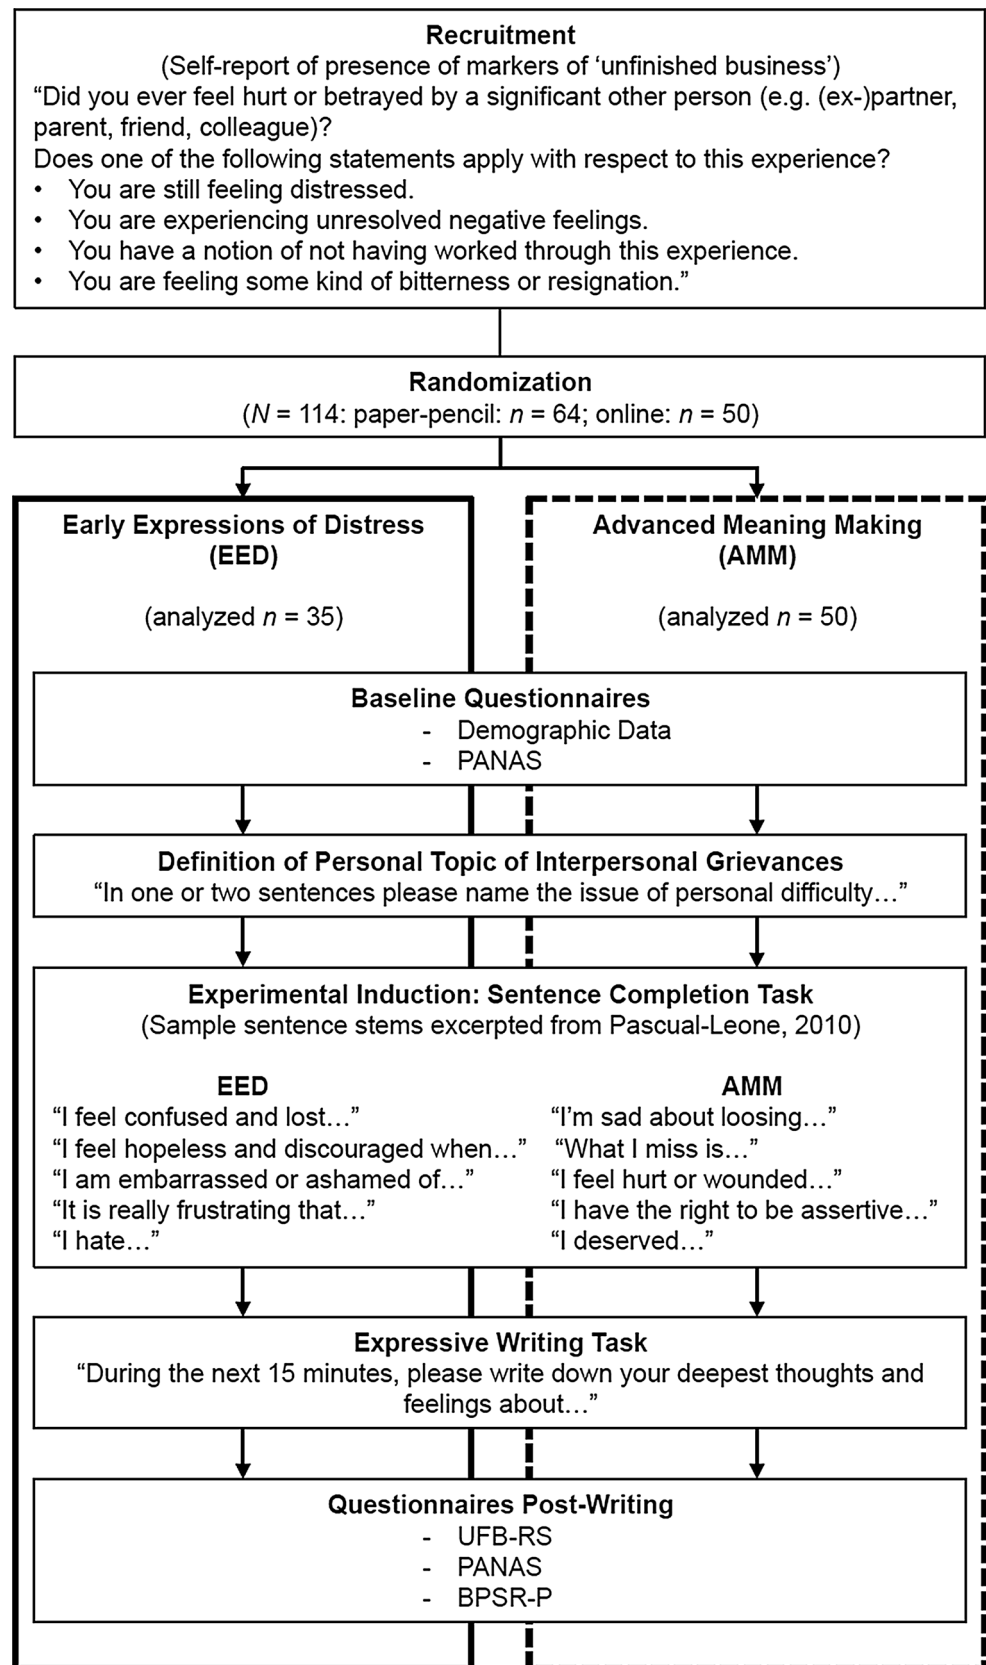 Recruitment
(Self-report of presence of markers of ‘unfinished business’)
“Did you ever feel hurt or betrayed by a significant other person (e.g. (ex-)partner,
parent, friend, colleague)?
Does one of the following statements apply with respect to this experience?
• You are still feeling distressed.
• You are experiencing unresolved negative feelings.
• You have a notion of not having worked through this experience.
• You are feeling some kind of bitterness or resignation.”
Randomization
(N = 114: paper-pencil: n = 64; online: n = 50)
Early Expressions of Distress
(EED)
(analyzed n = 35)
Advanced Meaning Making
(AMM)
(analyzed n = 50)
Baseline Questionnaires
- Demographic Data
- PANAS
Definition of Personal Topic of Interpersonal Grievances
“In one or two sentences please name the issue of personal difficulty…”
Experimental Induction: Sentence Completion Task
(Sample sentence stems excerpted from Pascual-Leone, 2010)
EED
“I feel confused and lost…”
“I feel hopeless and discouraged when…”
“I am embarrassed or ashamed of…”
“It is really frustrating that…”
“I hate…”
AMM
“I’m sad about loosing…”
“What I miss is…”
“I feel hurt or wounded…”
“I have the right to be assertive…”
“I deserved…”
Expressive Writing Task
“During the next 15 minutes, please write down your deepest thoughts and
feelings about…”
Questionnaires Post-Writing
- UFB-RS
- PANAS
- BPSR-P